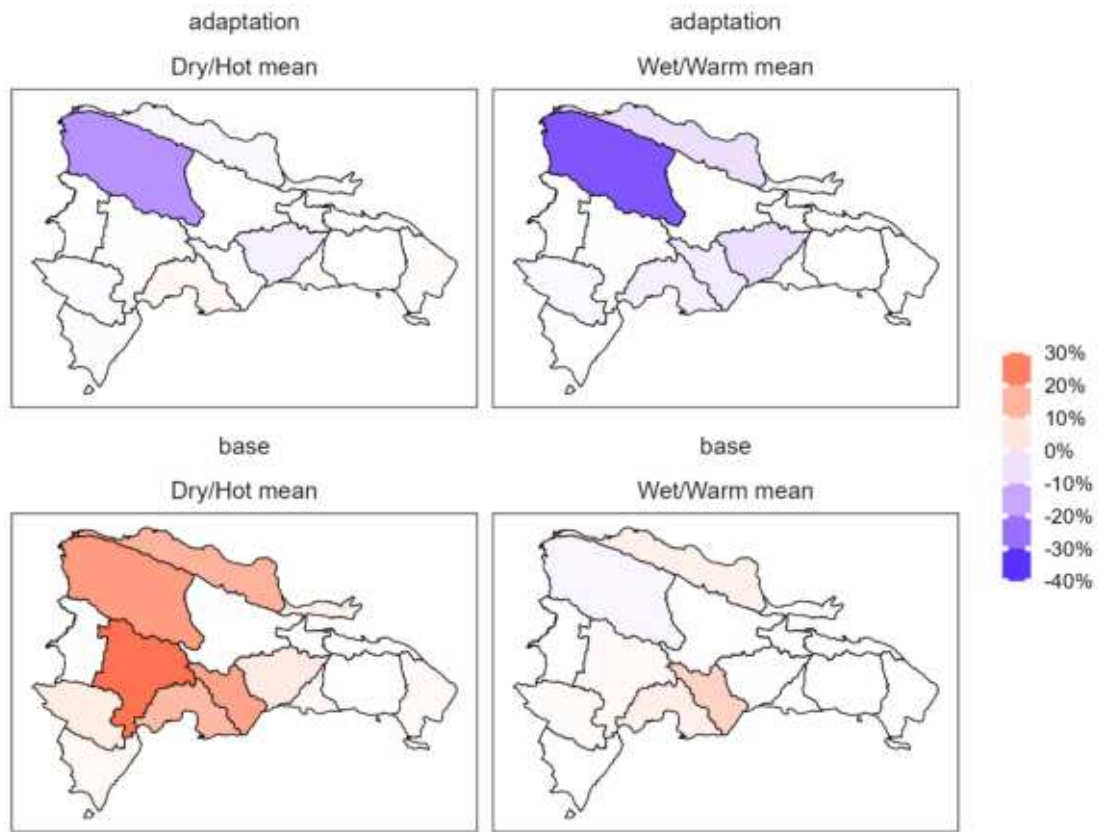 adaptation
Dry/Hot mean
adaptation
Wet/Warm mean
base
Dry/Hot mean
base
Wet/Warm mean
30%
20%
10%
0%
-10%
-20%
-30%
-40%